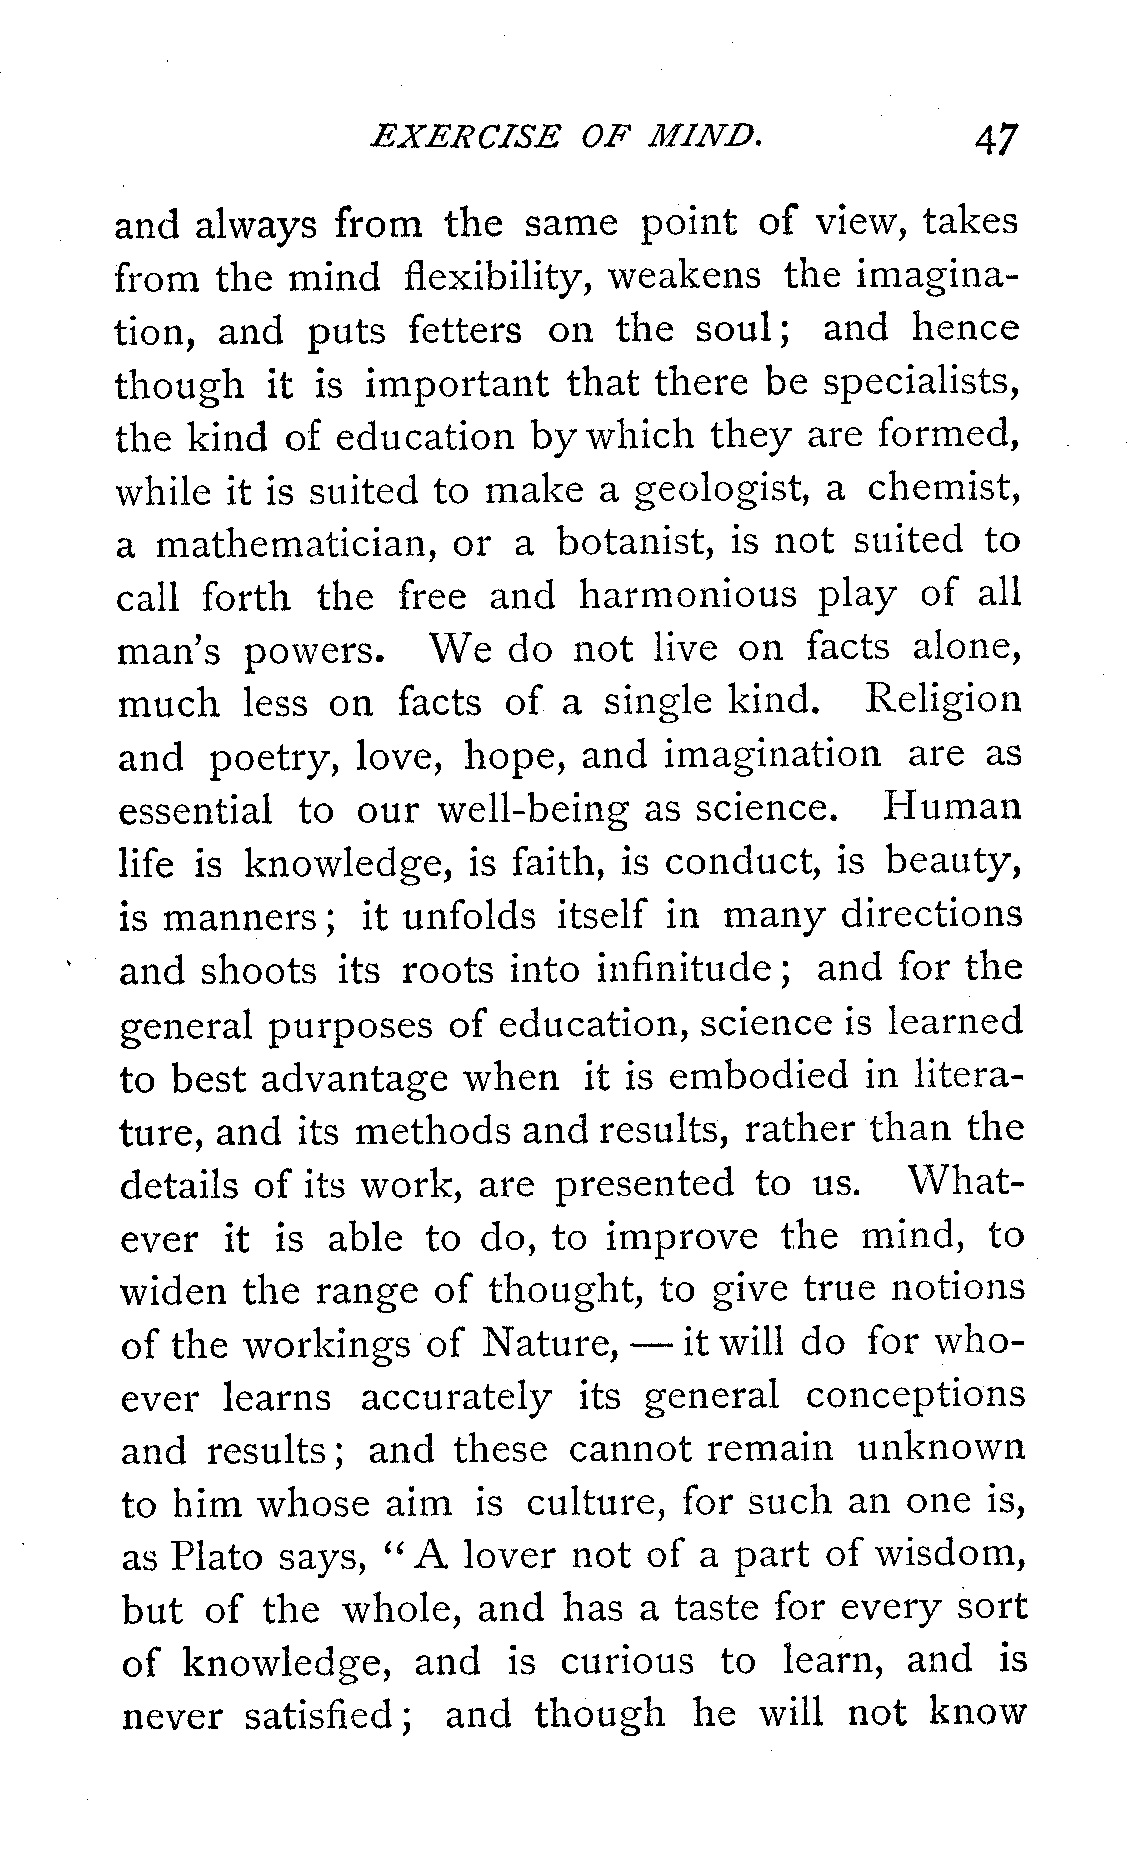 EXERCISE OF MIND. 47
and always from the same point of view, takes
from the mind flexibility, weakens the imagina-
tion, and puts fetters on the soul; and hence
though it is important that there be specialists,
the kind of education by which they are formed,
while it is suited to make a geologist, a chemist,
a mathematician, or a botanist, is not suited to
call forth the free and harmonious play of all
man's powers. We do not live on facts alone,
much less on facts of a single kind. Religion
and poetry, love, hope, and imagination are as
essential to our well-being as science. Human
life is knowledge, is faith, is conduct, is beauty,
is manners; it unfolds itself in many directions
and shoots its roots into infinitude; and for the
general purposes of education, science is learned
to best advantage when it is embodied in litera-
ture, and its methods and results, rather than the
details of its work, are presented to us. What-
ever it is able to do, to improve the mind, to
widen the range of thought, to give true notions
of the workings of Nature, — it will do for who-
ever learns accurately its general conceptions
and results; and these cannot remain unknown
to him whose aim is culture, for such an one is,
as Plato says, “A lover not of a part of wisdom,
but of the whole, and has a taste for every sort
of knowledge, and is curious to learn, and is
never satisfied; and though he will not know